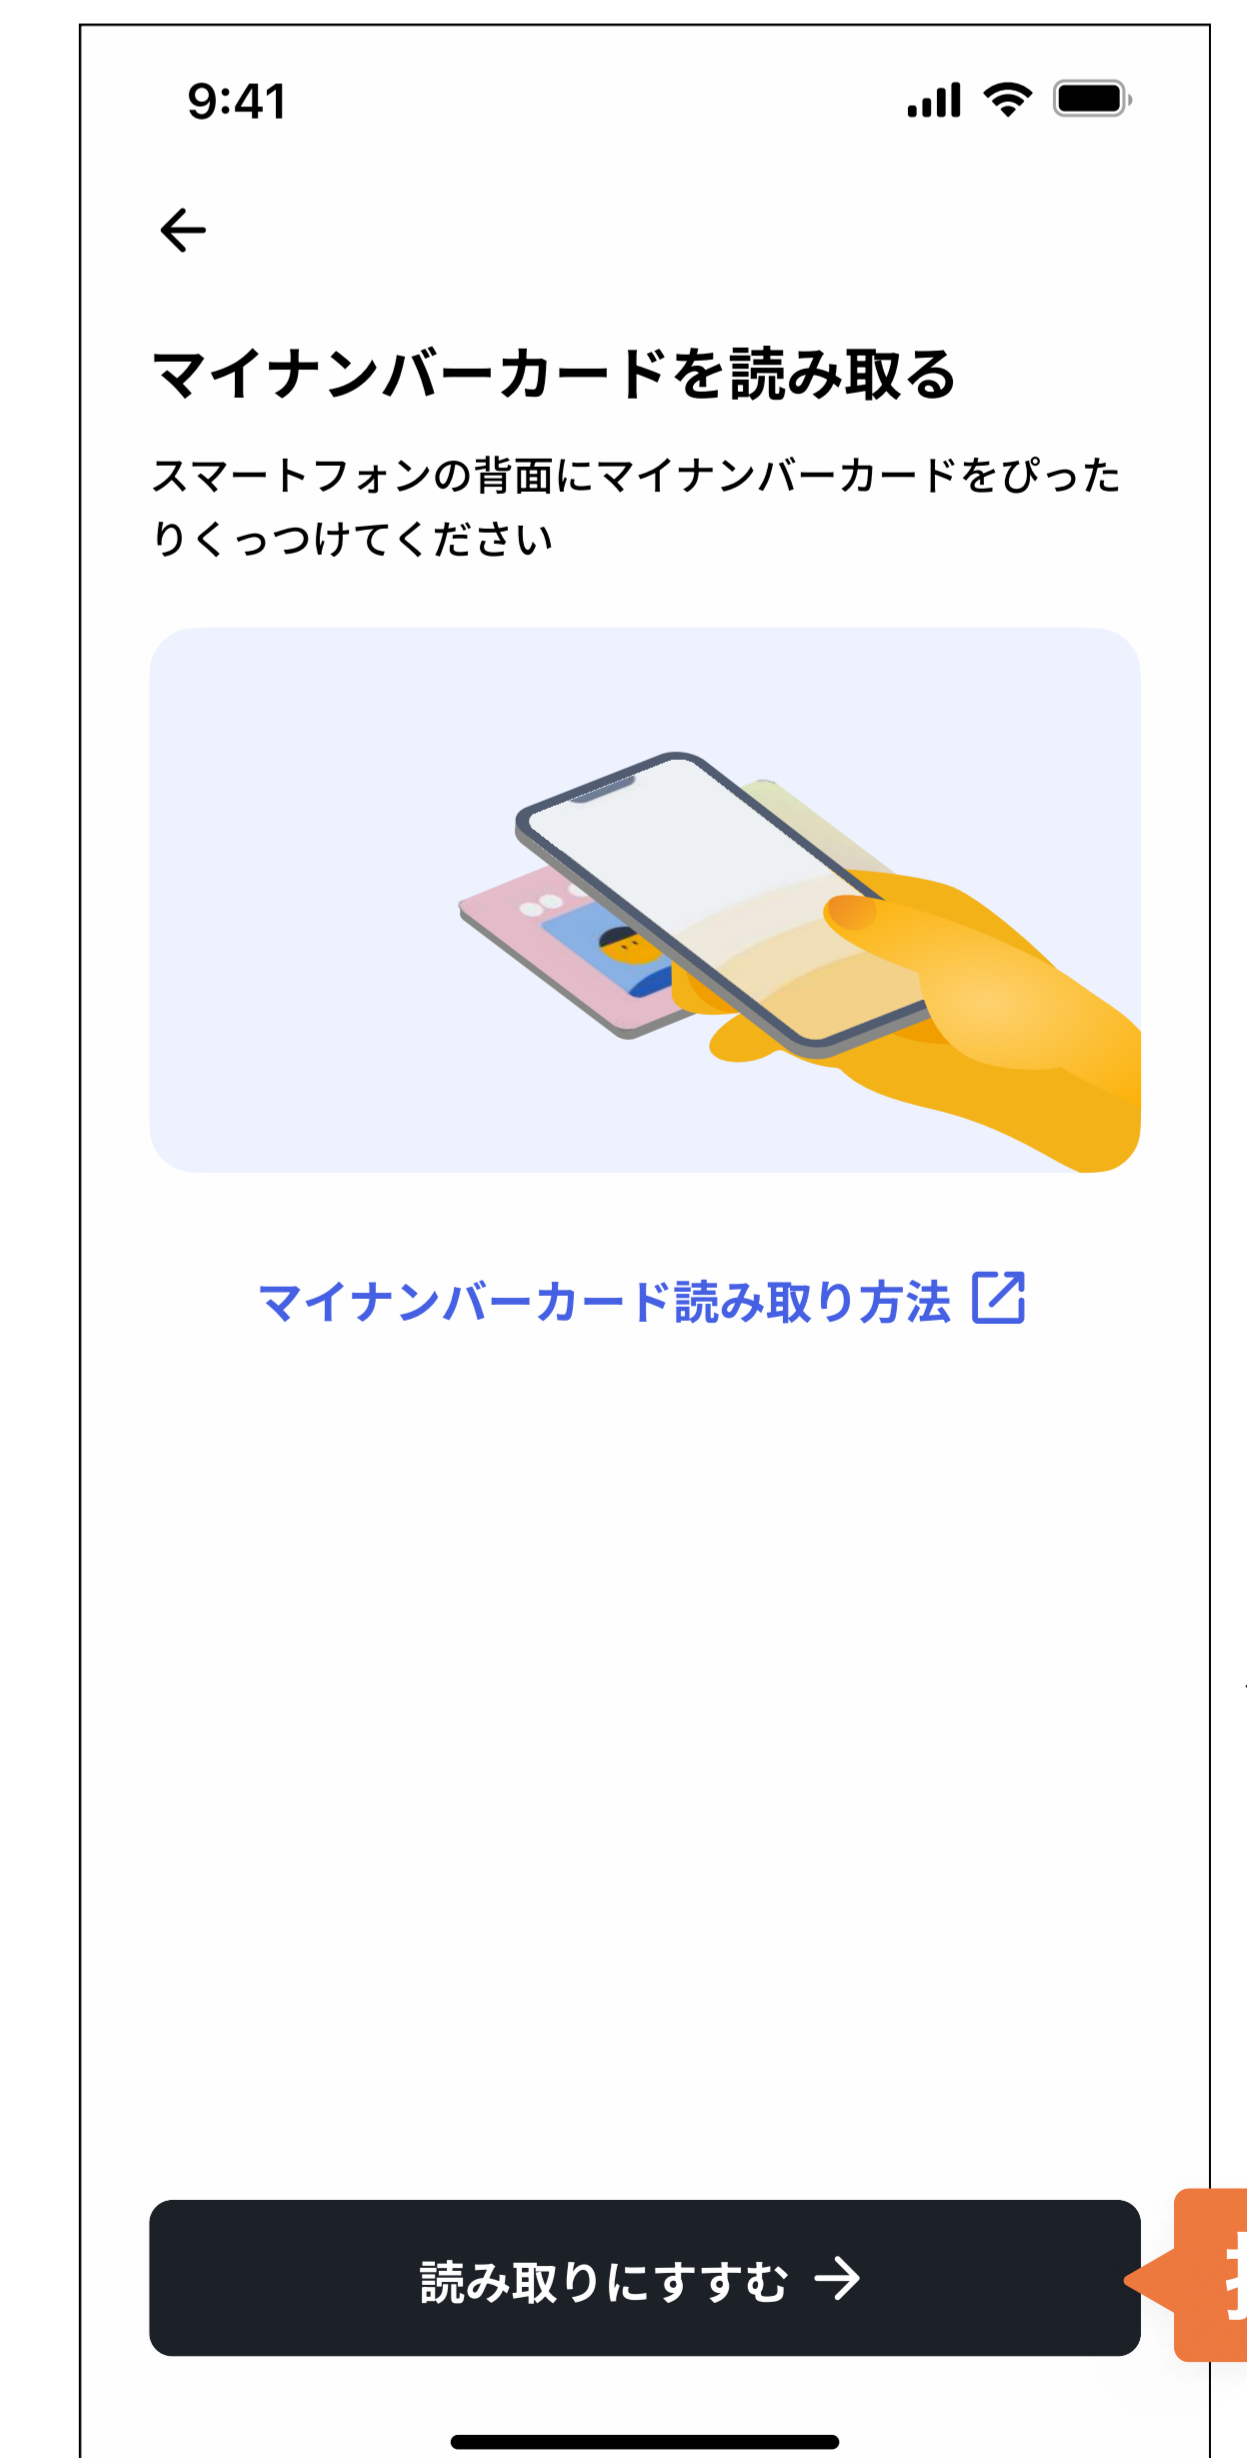 9:41
マイナンバーカードを読み取る
スマートフォンの背面にマイナンバーカードをぴった
りくっつけてください
マイナンバーカード読み取り方法
読み取りにすすむ